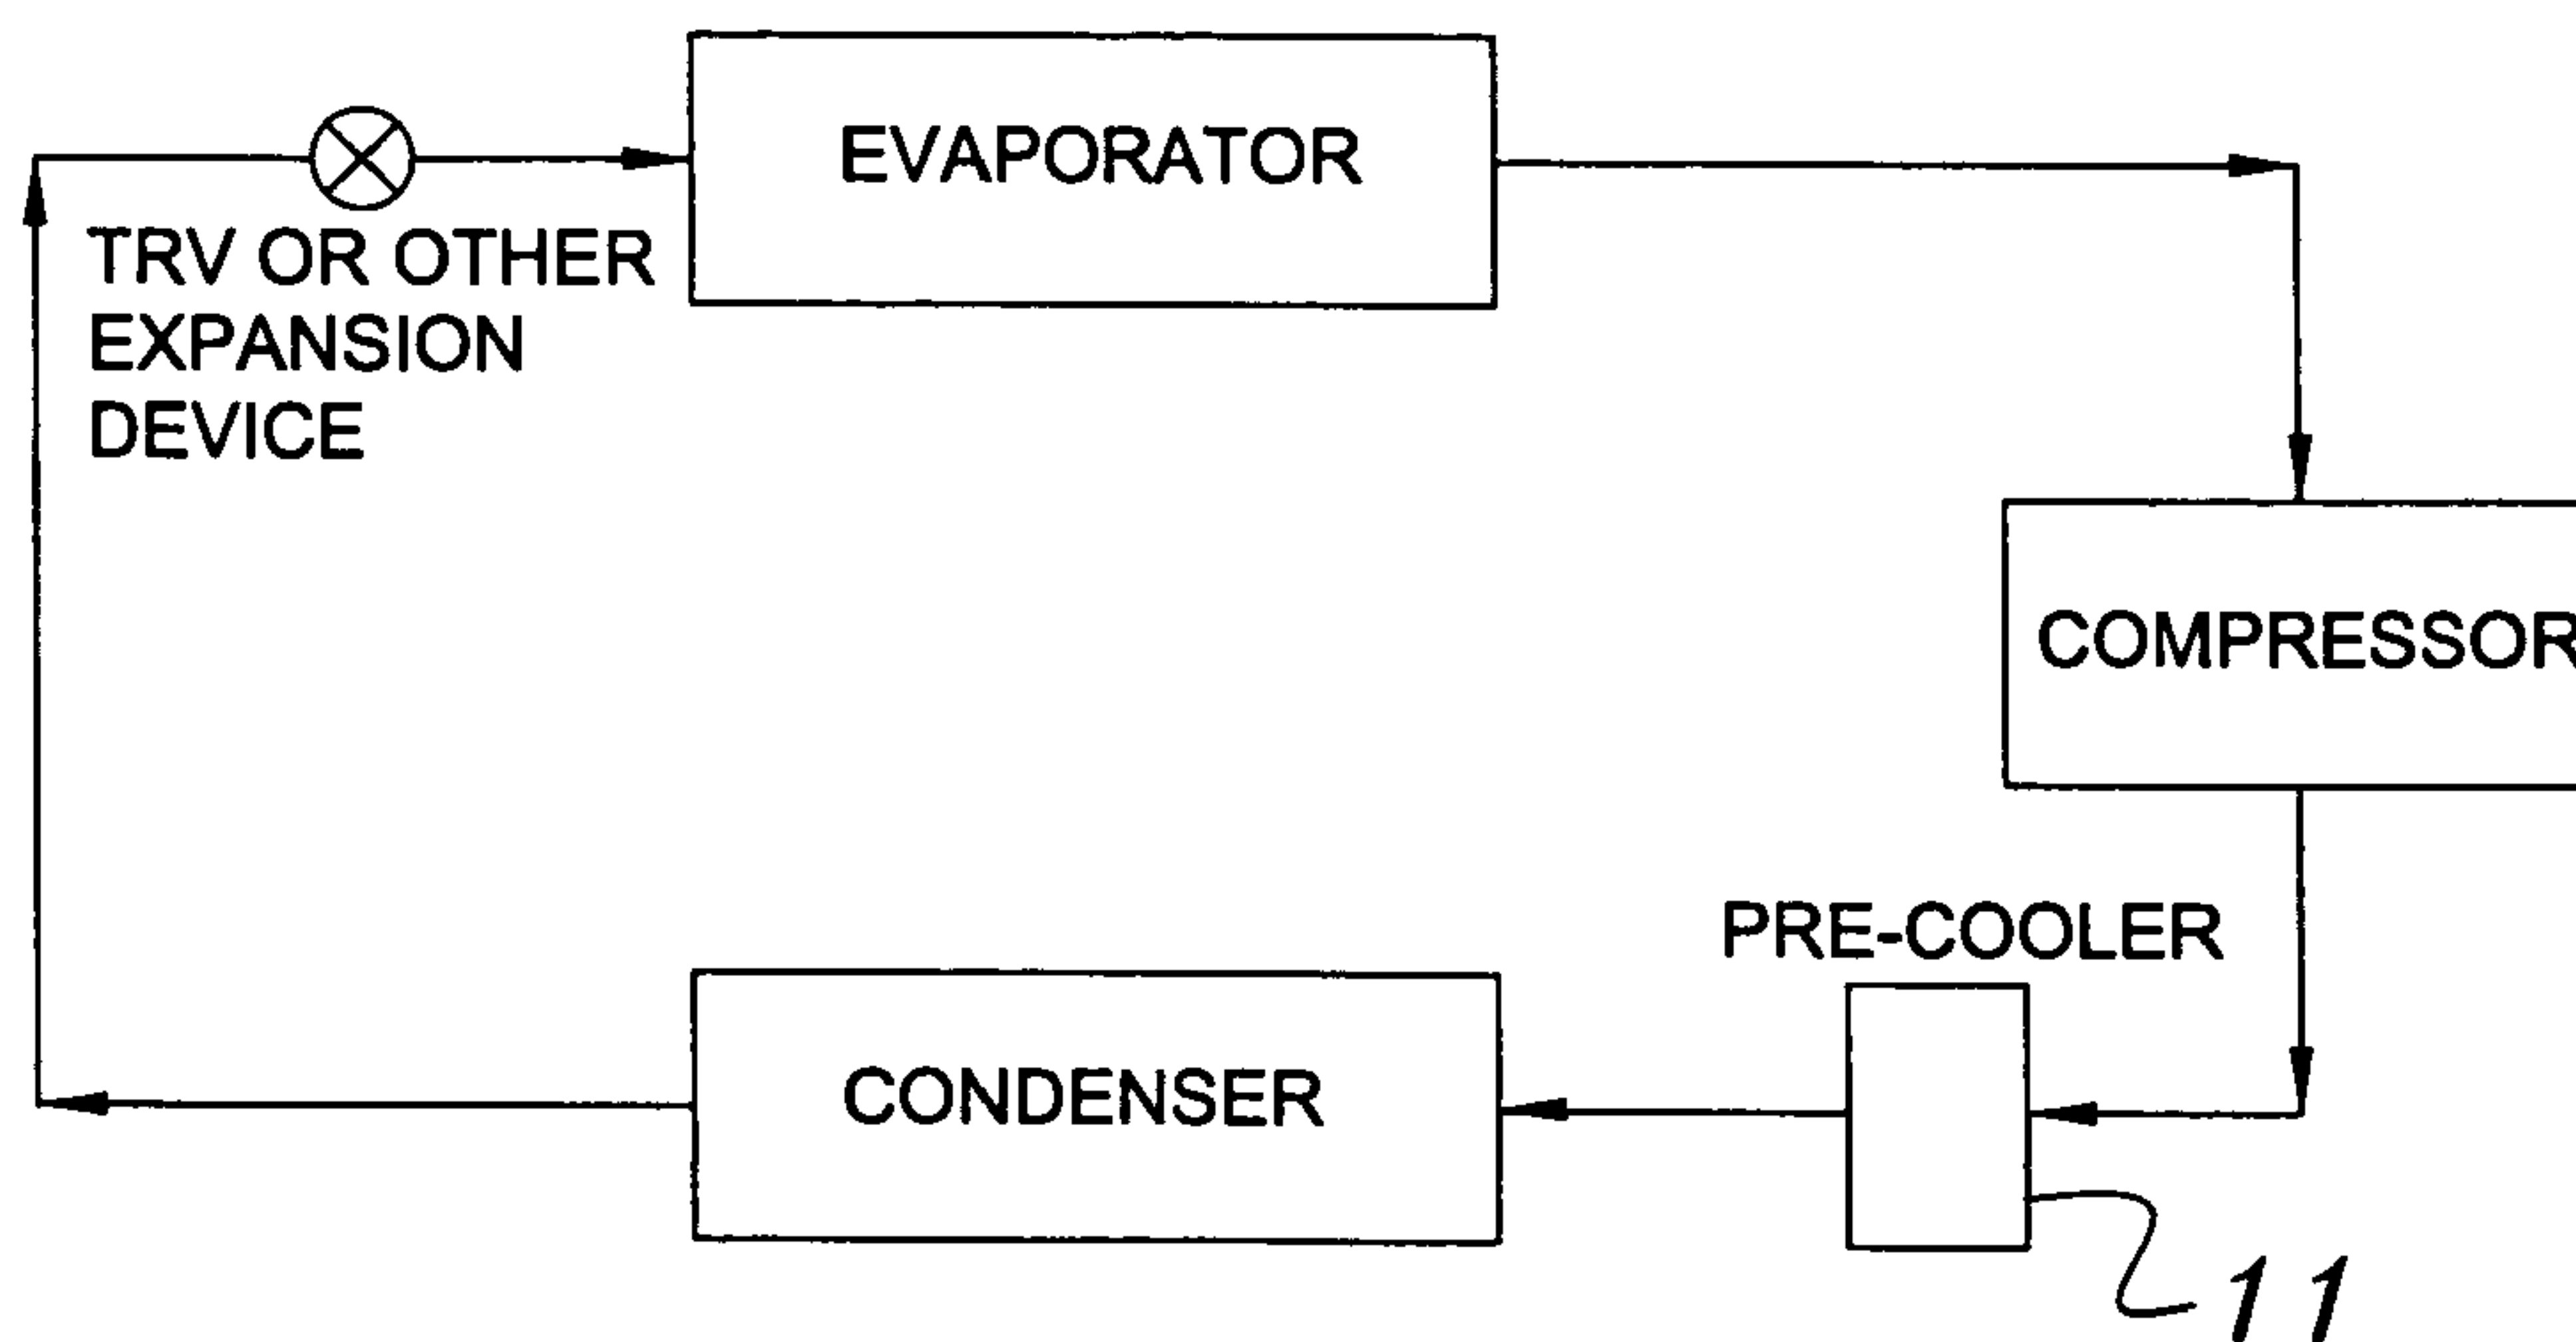 EVAPORATOR
TRV OR OTHER
EXPANSION
DEVICE
COMPRESSOR
PRE-COOLER
CONDENSER
11